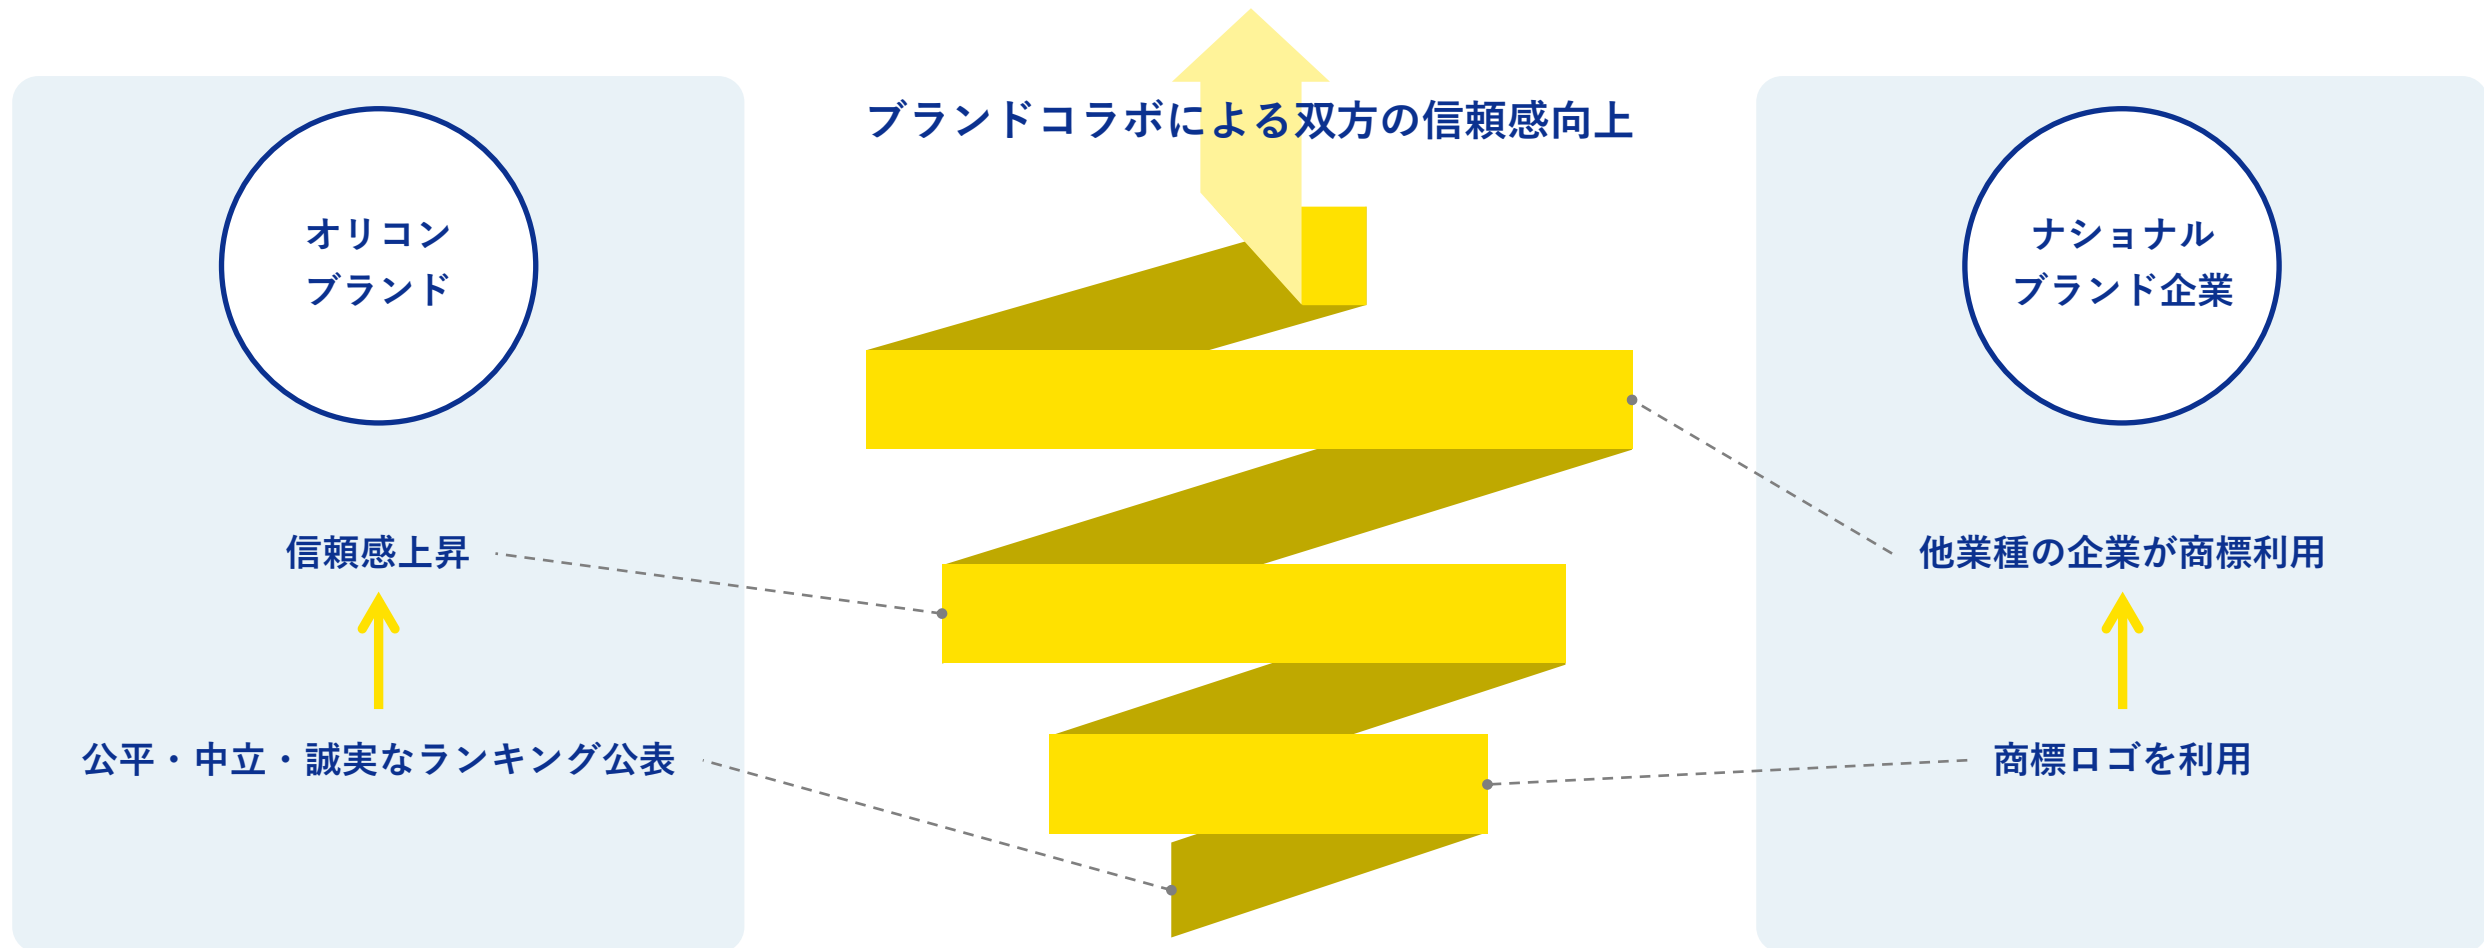 ブランドコラボによる双方の信頼感向上
オリコン
ブランド
信頼感上昇
公平・中立・誠実なランキング公表
ナショナル
ブランド企業
他業種の企業が商標利用
商標ロゴを利用